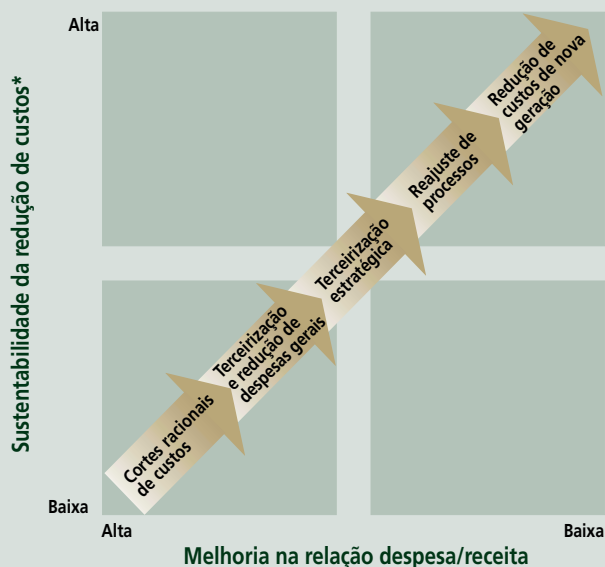 Sustentabilidade da redução de custos*
Alta
Redução de
custos de nova
geração
Reajuste de
processos
Terceirização
estratégica
Terceirização
e redução de
despesas gerais
Cortes racionais
de custos
Baixa
Alta
Baixa
Melhoria na relação despesa/receita